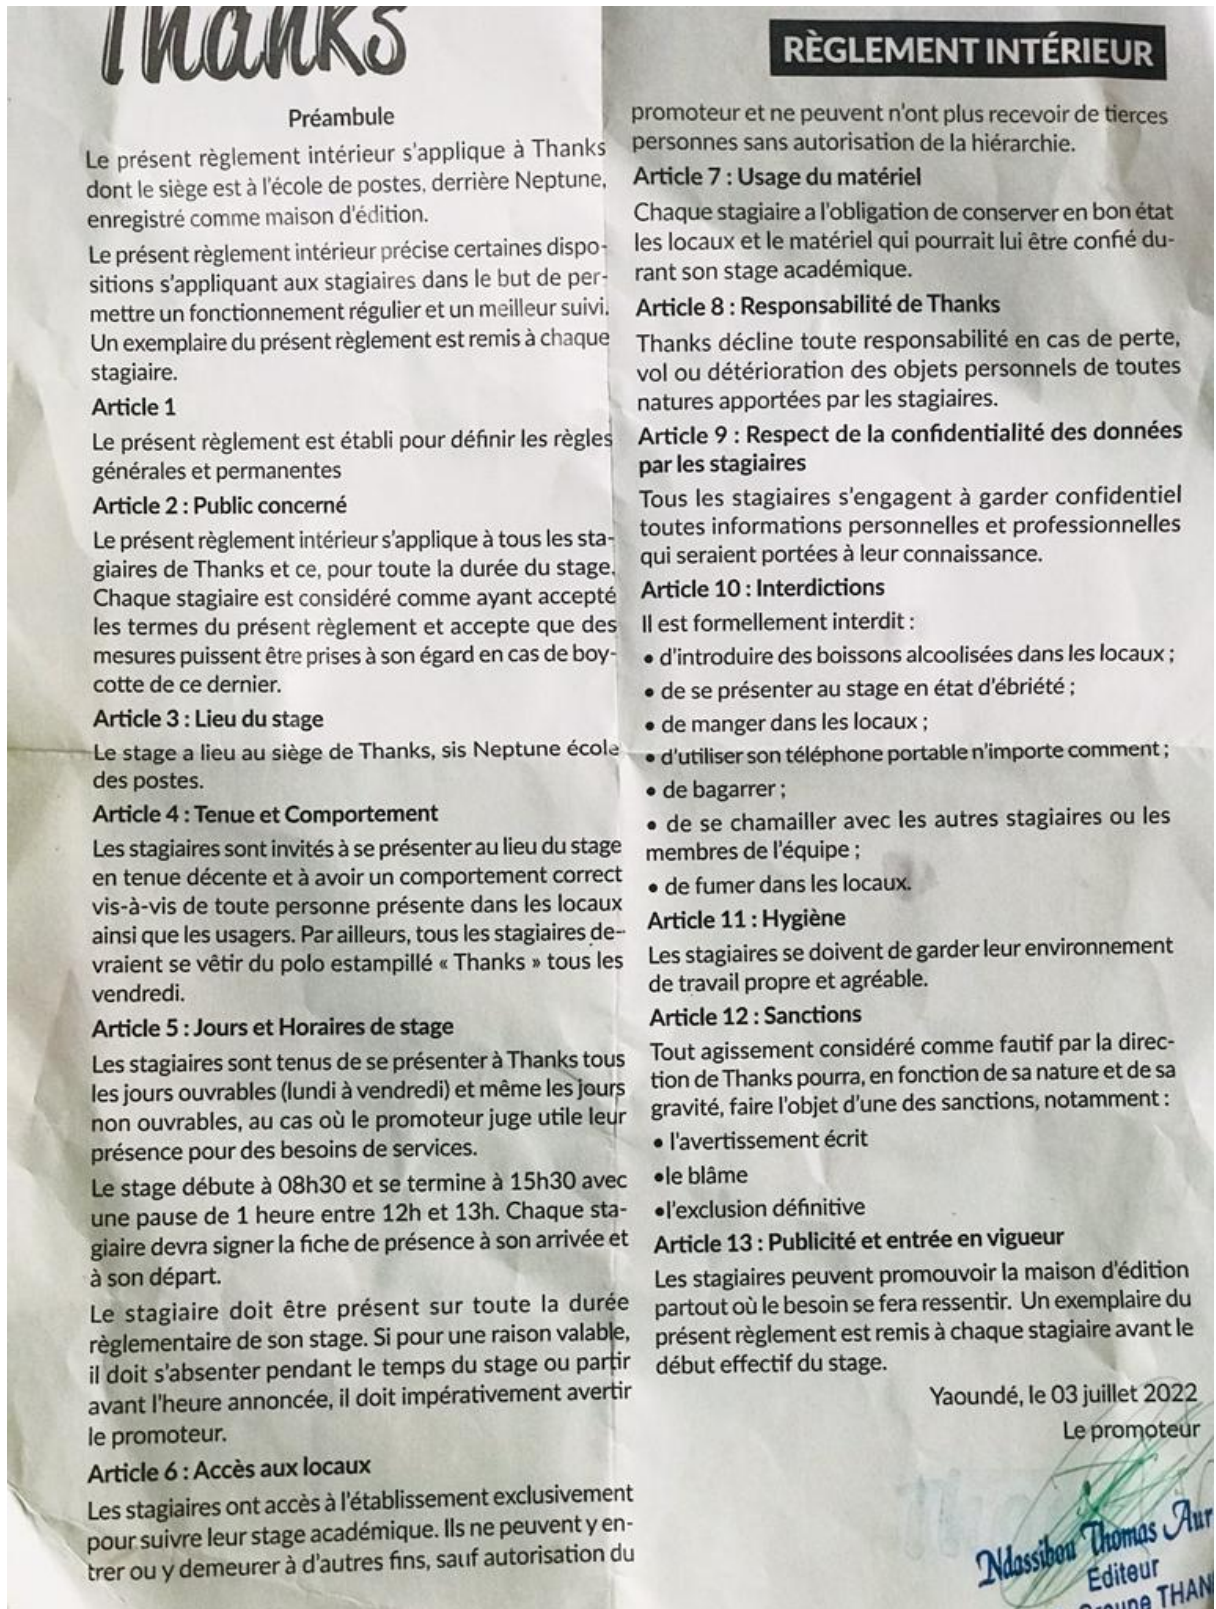 Thanks
RÈGLEMENT INTÉRIEUR
Préambule
Le présent règlement intérieur s'applique à Thanks
dont le siège est à l'école de postes, derrière Neptune,
enregistré comme maison d'édition.
Le présent règlement intérieur précise certaines dispo-
sitions s'appliquant aux stagiaires dans le but de per-
mettre un fonctionnement régulier et un meilleur suivi.
Un exemplaire du présent règlement est remis à chaque
stagiaire.
Article 1
Le présent règlement est établi pour définir les règles
générales et permanentes
Article 2 : Public concerné
Le présent règlement intérieur s'applique à tous les sta-
giaires de Thanks et ce, pour toute la durée du stage.
Chaque stagiaire est considéré comme ayant accepté
les termes du présent règlement et accepte que des
mesures puissent être prises à son égard en cas de boy-
cotte de ce dernier.
Article 3 : Lieu du stage
Le stage a lieu au siège de Thanks, sis Neptune école
des postes.
Article 4 : Tenue et Comportement
Les stagiaires sont invités à se présenter au lieu du stage
en tenue décente et à avoir un comportement correct
vis-à-vis de toute personne présente dans les locaux
ainsi que les usagers. Par ailleurs, tous les stagiaires de-
vraient se vêtir du polo estampillé « Thanks » tous les
vendredi.
Article 5 : Jours et Horaires de stage
Les stagiaires sont tenus de se présenter à Thanks tous
les jours ouvrables (lundi à vendredi) et même les jours
non ouvrables, au cas où le promoteur juge utile leur
présence pour des besoins de services.
Le stage débute à 08h30 et se termine à 15h30 avec
une pause de 1 heure entre 12h et 13h. Chaque sta-
giaire devra signer la fiche de présence à son arrivée et
à son départ.
Le stagiaire doit être présent sur toute la durée
règlementaire de son stage. Si pour une raison valable,
il doit s'absenter pendant le temps du stage ou partir
avant l'heure annoncée, il doit impérativement avertir
le promoteur.
Article 6 : Accès aux locaux
Les stagiaires ont accès à l'établissement exclusivement
pour suivre leur stage académique. Ils ne peuvent y en-
trer ou y demeurer à d'autres fins, sauf autorisation du
promoteur et ne peuvent n'ont plus recevoir de tierces
personnes sans autorisation de la hiérarchie.
Article 7 : Usage du matériel
Chaque stagiaire a l'obligation de conserver en bon état
les locaux et le matériel qui pourrait lui être confié du-
rant son stage académique.
Article 8 : Responsabilité de Thanks
Thanks décline toute responsabilité en cas de perte,
vol ou détérioration des objets personnels de toutes
natures apportées par les stagiaires.
Article 9 : Respect de la confidentialité des données
par les stagiaires
Tous les stagiaires s'engagent à garder confidentiel
toutes informations personnelles et professionnelles
qui seraient portées à leur connaissance.
Article 10 : Interdictions
Il est formellement interdit :
• d'introduire des boissons alcoolisées dans les locaux ;
• de se présenter au stage en état d'ébriété ;
• de manger dans les locaux ;
• d'utiliser son téléphone portable n'importe comment ;
• de bagarrer ;
• de se chamailler avec les autres stagiaires ou les
membres de l'équipe ;
• de fumer dans les locaux.
Article 11 : Hygiène
Les stagiaires se doivent de garder leur environnement
de travail propre et agréable.
Article 12 : Sanctions
Tout agissement considéré comme fautif par la direc-
tion de Thanks pourra, en fonction de sa nature et de sa
gravité, faire l'objet d'une des sanctions, notamment :
• l'avertissement écrit
•le blâme
•l'exclusion définitive
Article 13 : Publicité et entrée en vigueur
Les stagiaires peuvent promouvoir la maison d'édition
partout où le besoin se fera ressentir. Un exemplaire du
présent règlement est remis à chaque stagiaire avant le
début effectif du stage.
Yaoundé, le 03 juillet 2022
Le promoteur
Ndassibou Thomas Aur
Editeur